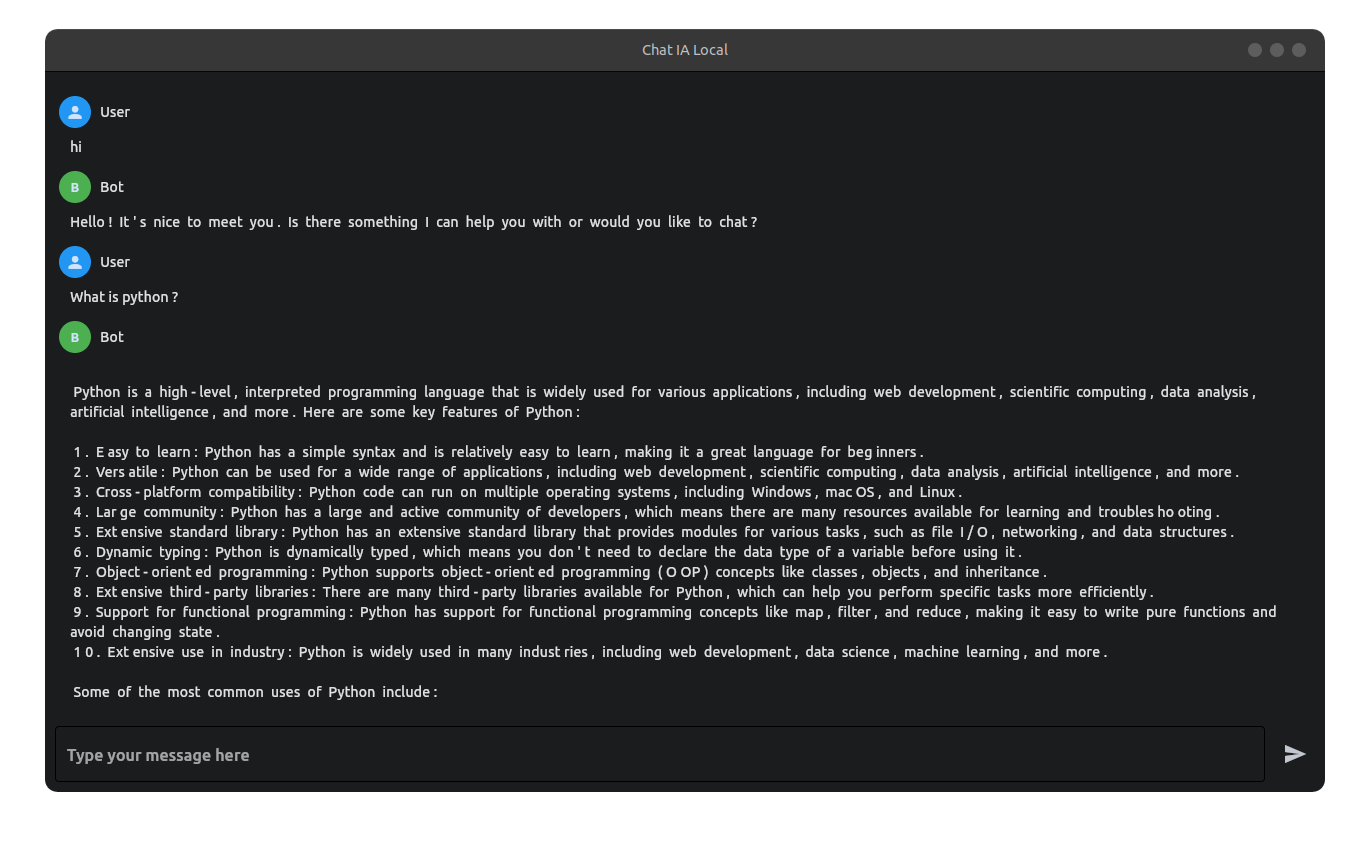 Chat IA Local
User
hi
B
Bot
Hello ! It ' s nice to meet you . Is there something I can help you with or would you like to chat ?
User
What is python ?
B
Bot
Python is a high - level , interpreted programming language that is widely used for various applications , including web development , scientific computing , data analysis ,
artificial intelligence , and more . Here are some key features of Python :
1 . E asy to learn : Python has a simple syntax and is relatively easy to learn , making it a great language for beg inners .
2 . Vers atile : Python can be used for a wide range of applications , including web development , scientific computing , data analysis , artificial intelligence , and more .
3 . Cross - platform compatibility : Python code can run on multiple operating systems , including Windows , mac OS , and Linux .
4 . Lar ge community : Python has a large and active community of developers , which means there are many resources available for learning and troubles ho oting .
5 . Ext ensive standard library : Python has an extensive standard library that provides modules for various tasks , such as file I / O , networking , and data structures .
6 . Dynamic typing : Python is dynamically typed , which means you don ' t need to declare the data type of a variable before using it .
7 . Object - orient ed programming : Python supports object - orient ed programming ( O OP ) concepts like classes , objects , and inheritance .
8 . Ext ensive third - party libraries : There are many third - party libraries available for Python , which can help you perform specific tasks more efficiently .
9 . Support for functional programming : Python has support for functional programming concepts like map , filter , and reduce , making it easy to write pure functions and
avoid changing state .
1 0 . Ext ensive use in industry : Python is widely used in many indust ries , including web development , data science , machine learning , and more .
Some of the most common uses of Python include :
Type your message here